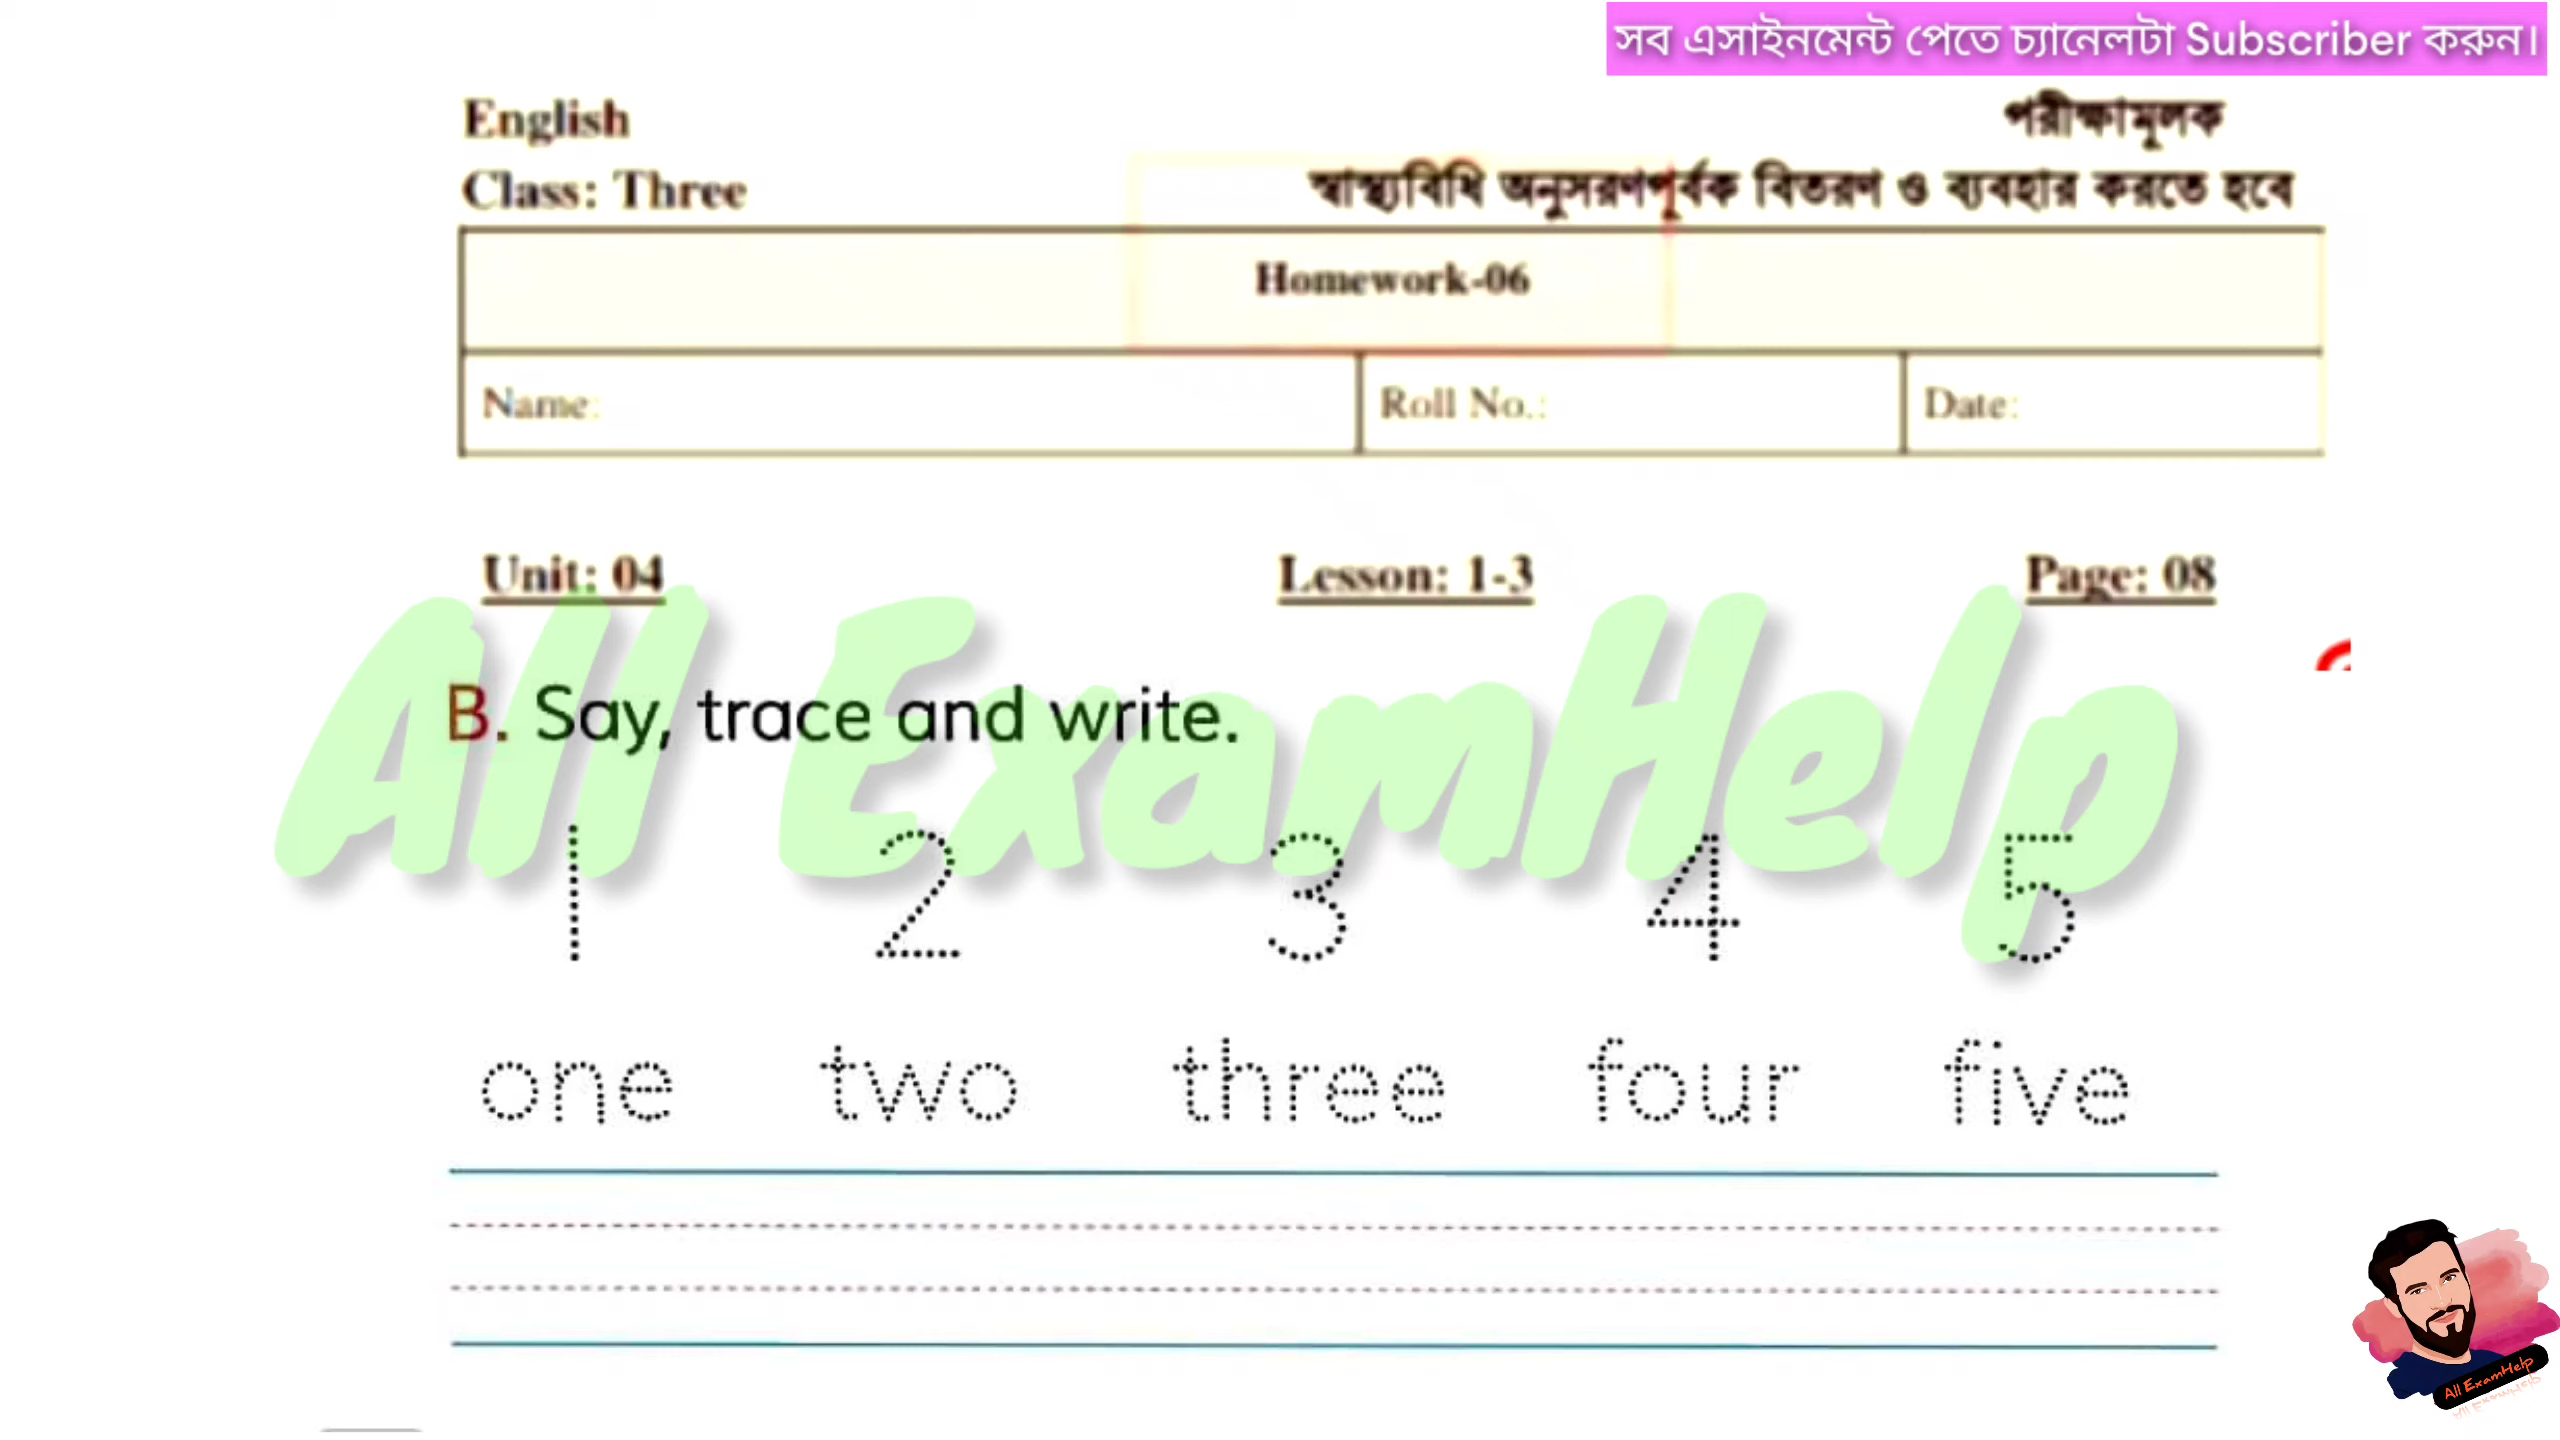 সব এসাইনমেন্ট পেতে চ্যানেলটা Subscriber করুন।
English
পরীক্ষামূলক
Class: Three
স্বাস্থ্যবিধি অনুসরণপূর্বক বিতরণ ও ব্যবহার করতে হবে
Homework-06
Name:
Roll No.:
Date:
Unit: 04
Lesson: 1-3
Page: 08
All ExamHelp
B. Say, trace and write.
1 2 3 4 5
one two three four five
All ExamHelp
All ExamHelp